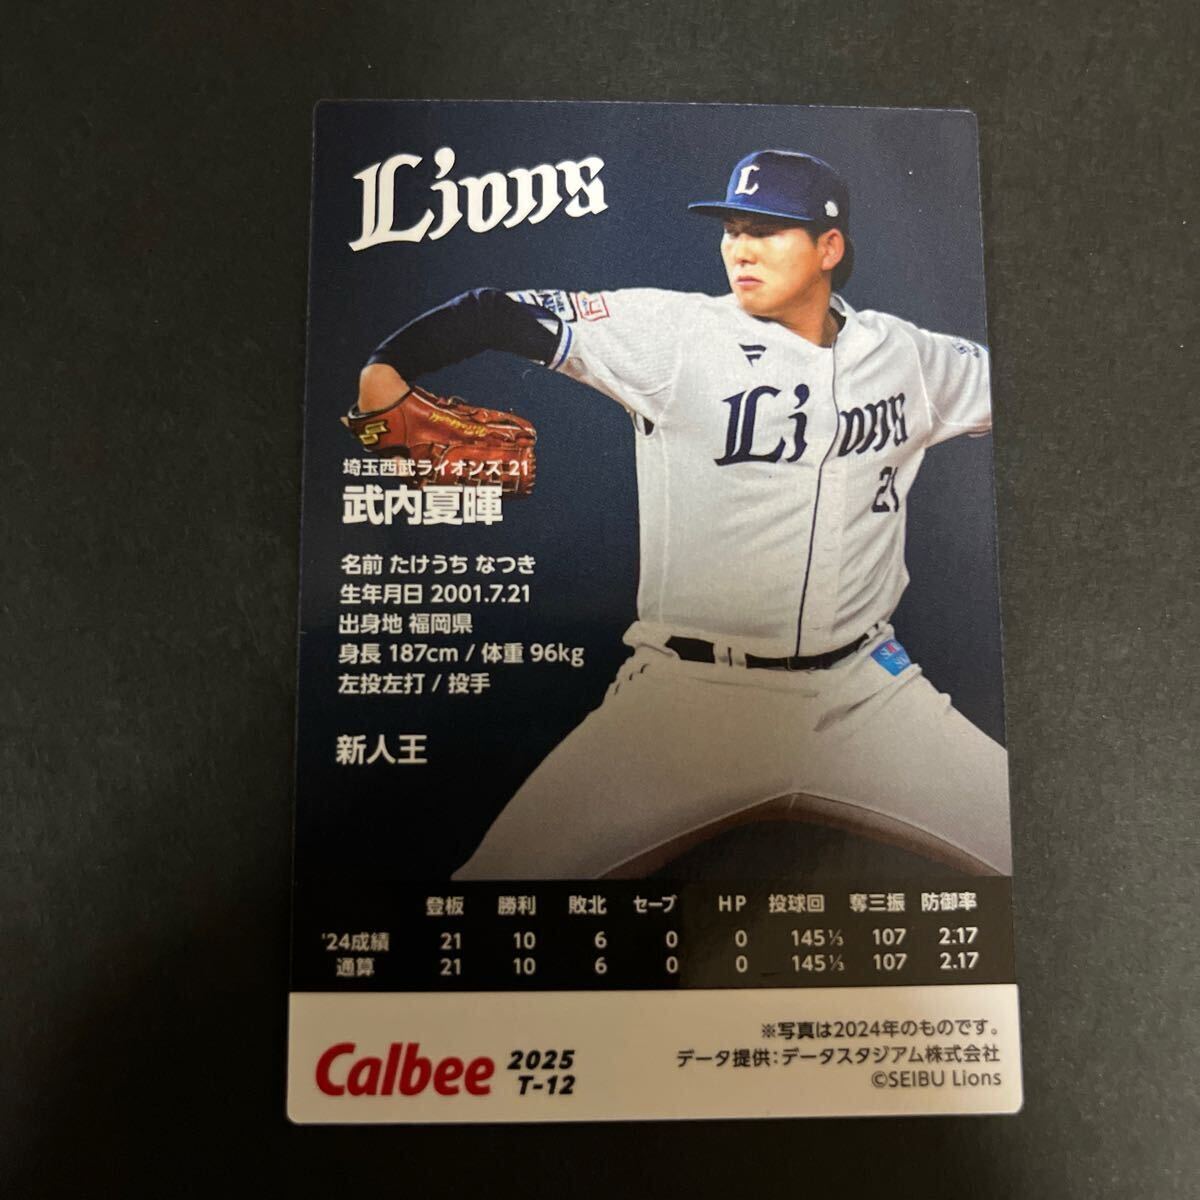 Lions
L
Lions
21
埼玉西武ライオンズ 21
武内夏暉
名前 たけうち なつき
生年月日 2001.7.21
出身地 福岡県
身長 187cm / 体重 96kg
左投左打 / 投手
新人王
登板 勝利 敗北 セーブ HP 投球回 奪三振 防御率
'24成績 21 10 6 0 0 145⅓ 107 2.17
通算 21 10 6 0 0 145⅓ 107 2.17
Calbee 2025 T-12
※写真は2024年のものです。
データ提供:データスタジアム株式会社
©SEIBU Lions